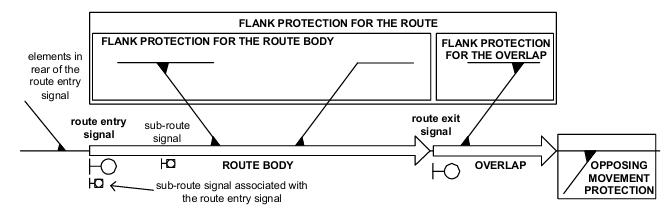 FLANK PROTECTION FOR THE ROUTE
FLANK PROTECTION FOR THE ROUTE BODY
FLANK PROTECTION
FOR THE OVERLAP
elements in
rear of the
route entry
signal
route entry
signal
sub-route
signal
route exit
signal
ROUTE BODY
OVERLAP
OPPOSING
MOVEMENT
PROTECTION
sub-route signal associated with
the route entry signal